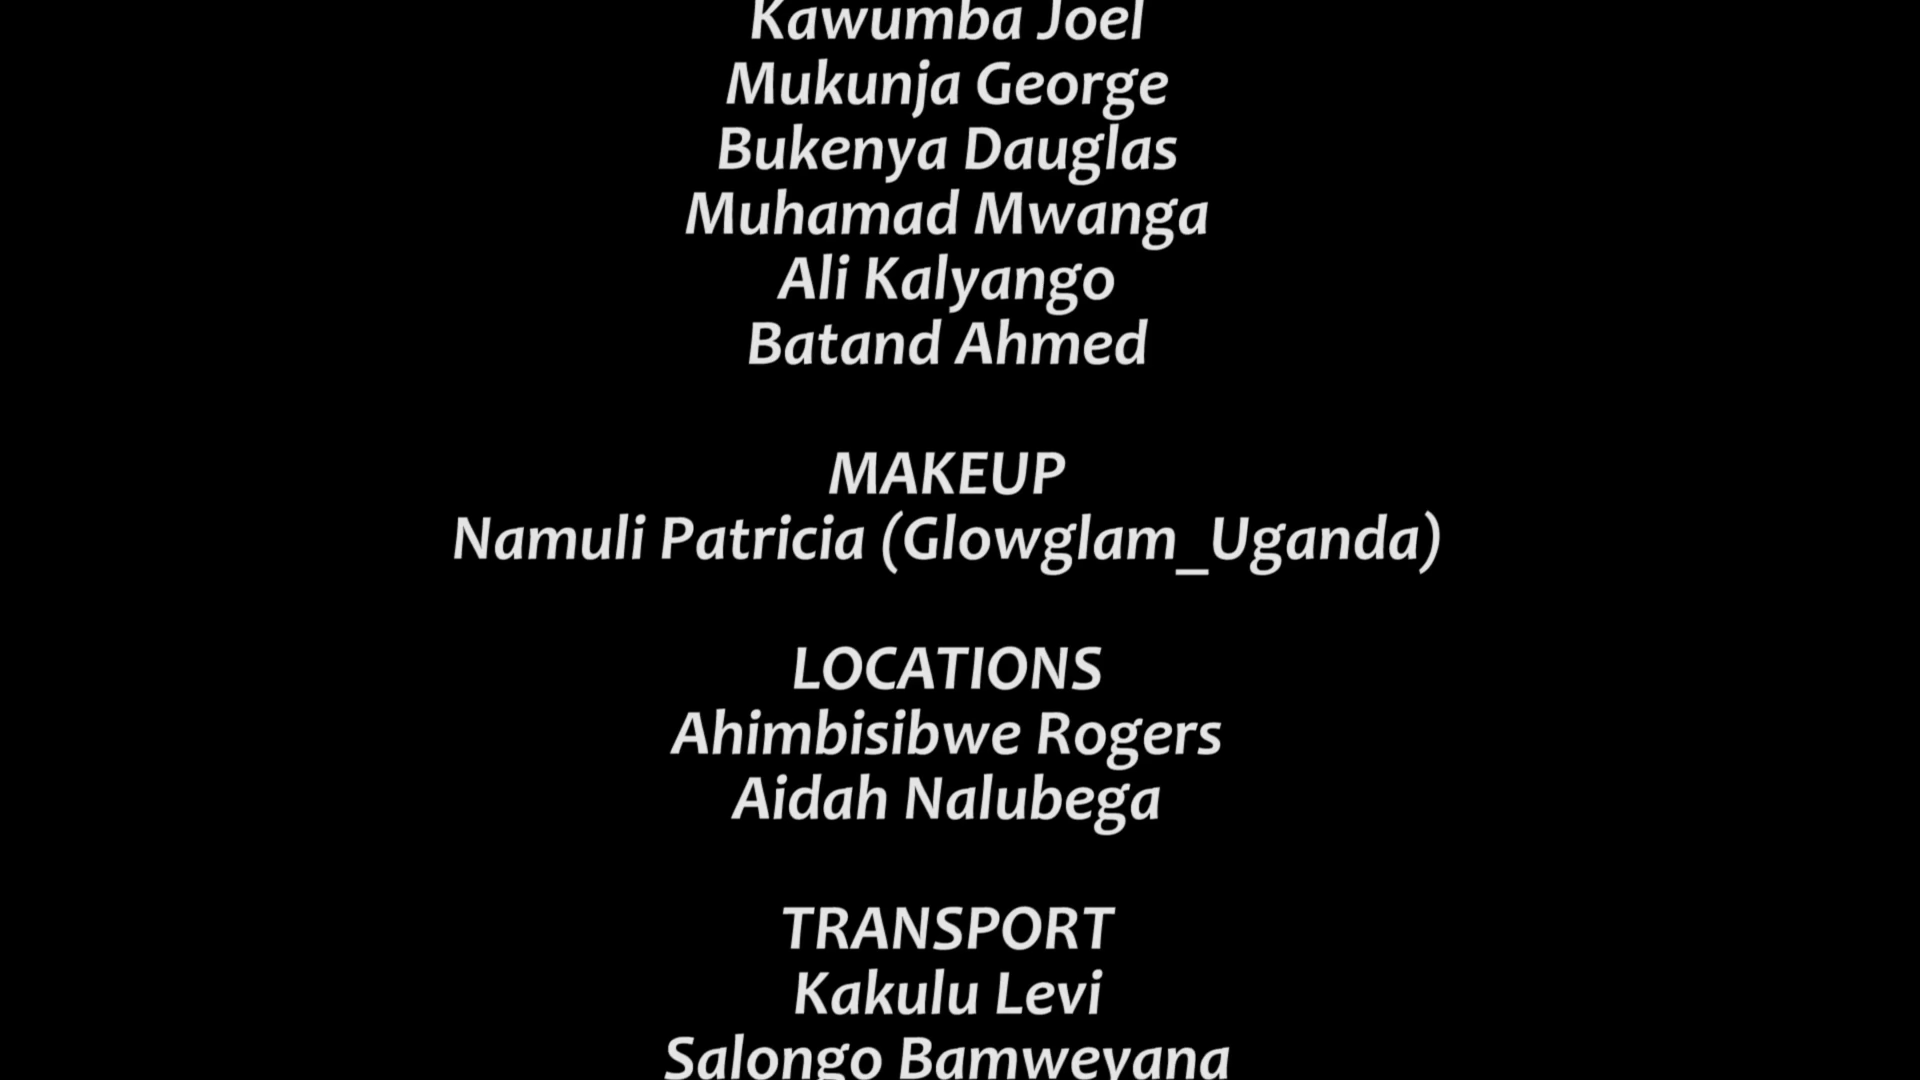 Kawumba Joel
Mukunja George
Bukenya Dauglas
Muhamad Mwanga
Ali Kalyango
Batand Ahmed
MAKEUP
Namuli Patricia (Glowglam_Uganda)
LOCATIONS
Ahimbisibwe Rogers
Aidah Nalubega
TRANSPORT
Kakulu Levi
Salongo Bamweyana